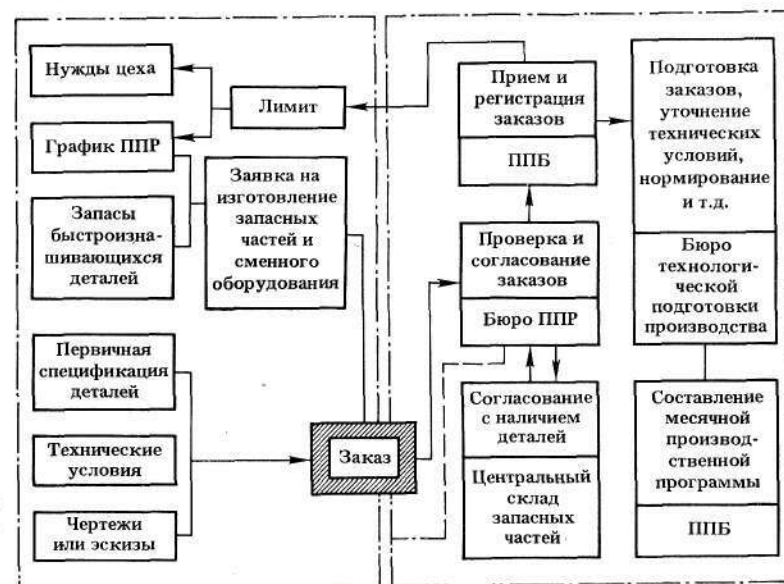 Нужды цеха
Лимит
График ППР
Заявка на
изготовление
запасных
частей и
сменного
оборудования
Запасы
быстроизна-
шивающихся
деталей
Первичная
спецификация
деталей
Технические
условия
Чертежи
или эскизы
Заказ
Прием и
регистрация
заказов
ППБ
Проверка и
согласование
заказов
Бюро ППР
Согласование
с наличием
деталей
Центральный
склад
запасных
частей
Подготовка
заказов,
уточнение
технических
условий,
нормирование
и т.д.
Бюро
технологи-
ческой
подготовки
производства
Составление
месячной
производ-
ственной
программы
ППБ